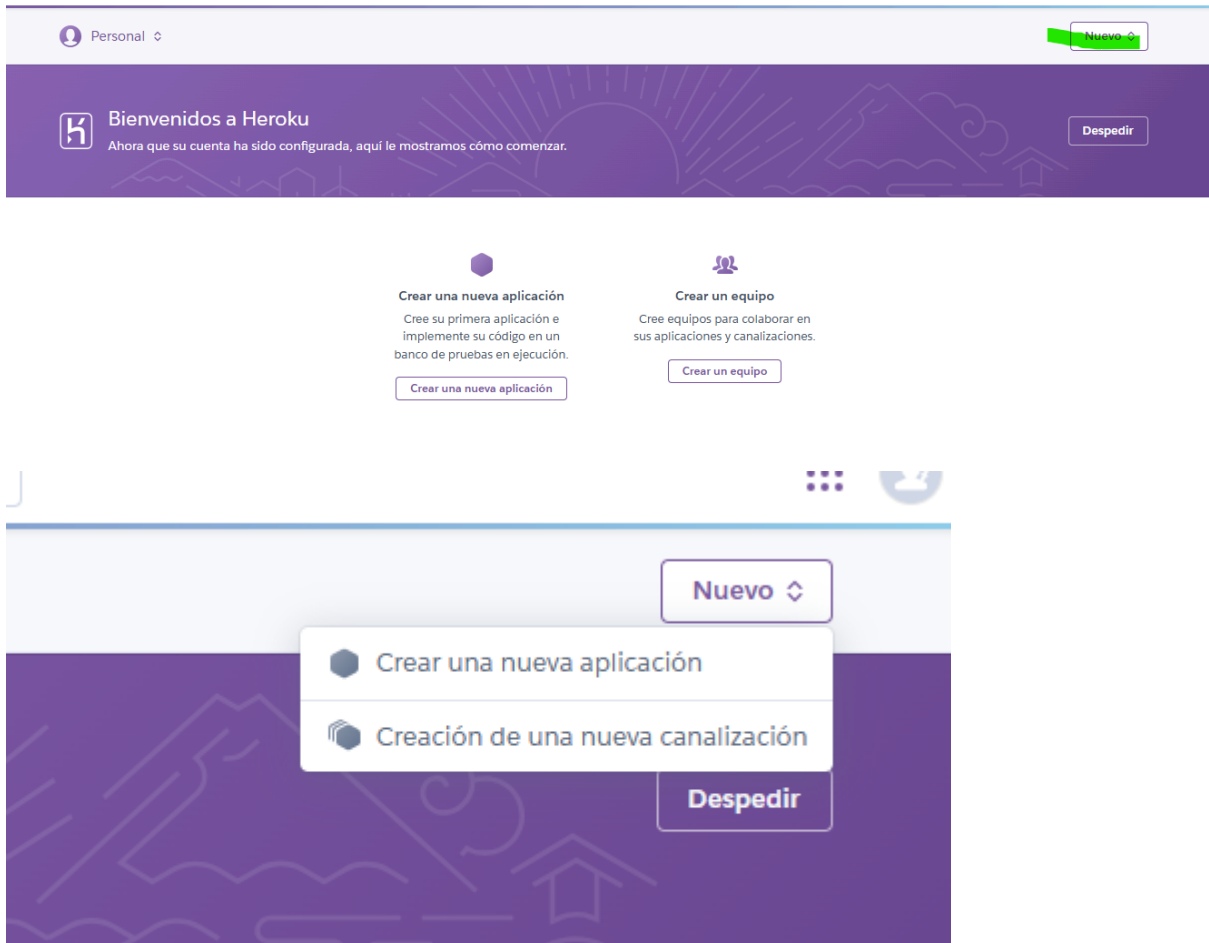 Personal
Nuevo
Bienvenidos a Heroku
Ahora que su cuenta ha sido configurada, aquí le mostramos cómo comenzar.
Despedir
Crear una nueva aplicación
Cree su primera aplicación e
implemente su código en un
banco de pruebas en ejecución.
Crear una nueva aplicación
Crear un equipo
Cree equipos para colaborar en
sus aplicaciones y canalizaciones.
Crear un equipo
Nuevo
Crear una nueva aplicación
Creación de una nueva canalización
Despedir